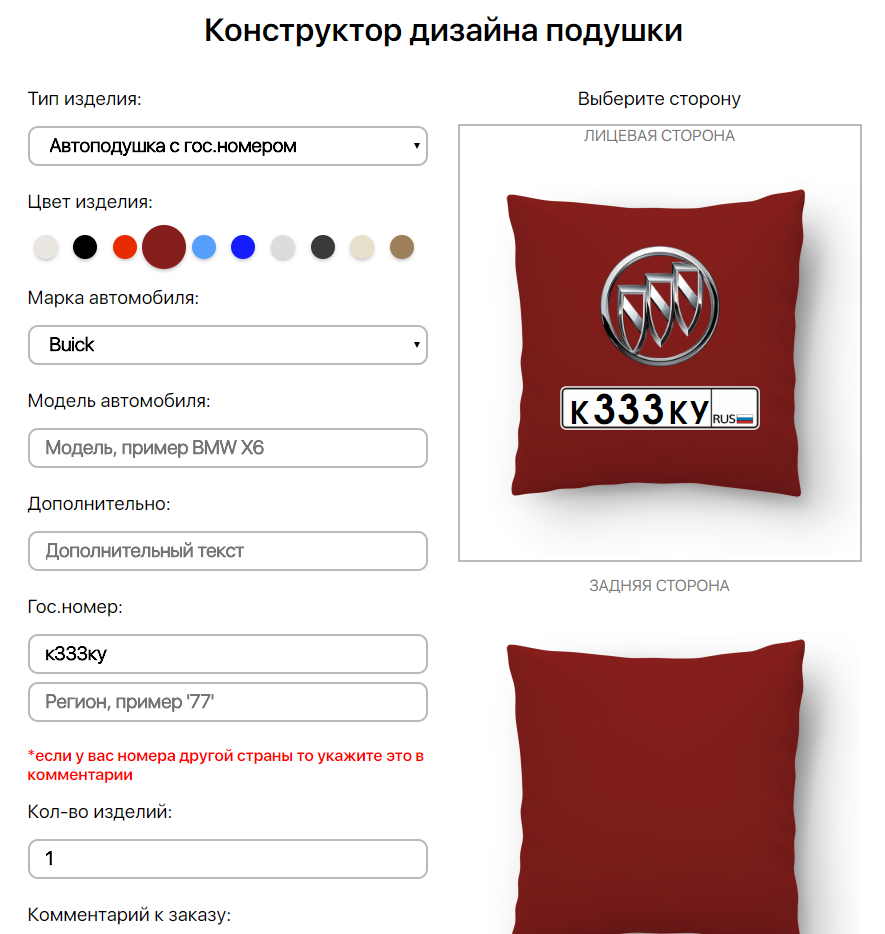 Конструктор дизайна подушки
Тип изделия:
Автоподушка с гос.номером
Цвет изделия:
Марка автомобиля:
Buick
Модель автомобиля:
Модель, пример BMW X6
Дополнительно:
Дополнительный текст
Гос.номер:
к333ку
Регион, пример '77'
*если у вас номера другой страны то укажите это в
комментарии
Кол-во изделий:
1
Комментарий к заказу:
Выберите сторону
ЛИЦЕВАЯ СТОРОНА
к333ку RUS
ЗАДНЯЯ СТОРОНА